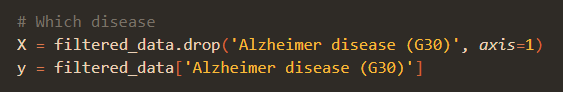 # Which disease
X = filtered_data.drop('Alzheimer disease (G30)', axis=1)
y = filtered_data['Alzheimer disease (G30)']